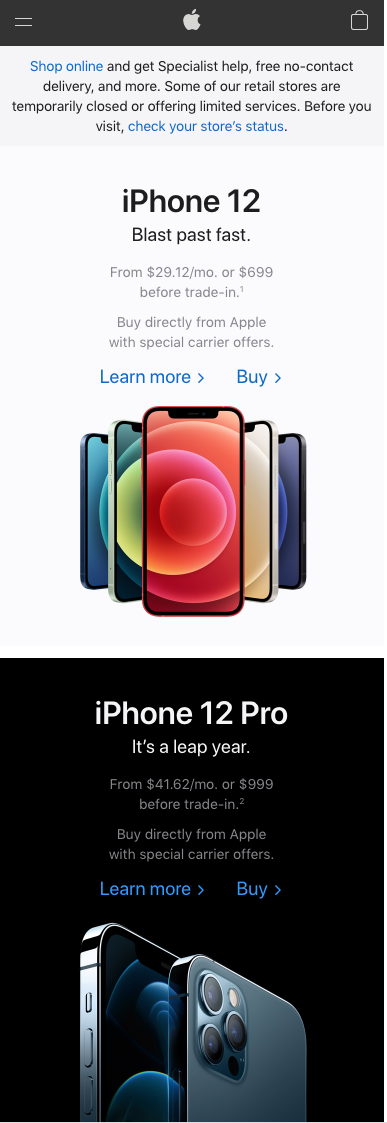 Shop online and get Specialist help, free no-contact
delivery, and more. Some of our retail stores are
temporarily closed or offering limited services. Before you
visit, check your store’s status.
iPhone 12
Blast past fast.
From $29.12/mo. or $699
before trade-in.¹
Buy directly from Apple
with special carrier offers.
Learn more > Buy >
iPhone 12 Pro
It’s a leap year.
From $41.62/mo. or $999
before trade-in.²
Buy directly from Apple
with special carrier offers.
Learn more > Buy >